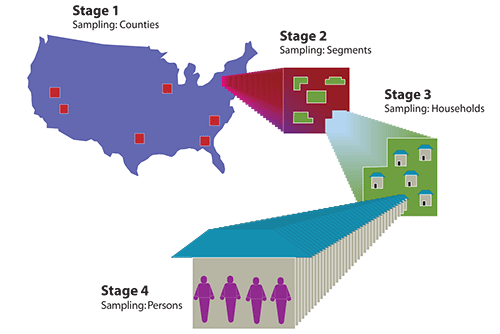 Stage 1
Sampling: Counties
Stage 2
Sampling: Segments
Stage 3
Sampling: Households
Stage 4
Sampling: Persons